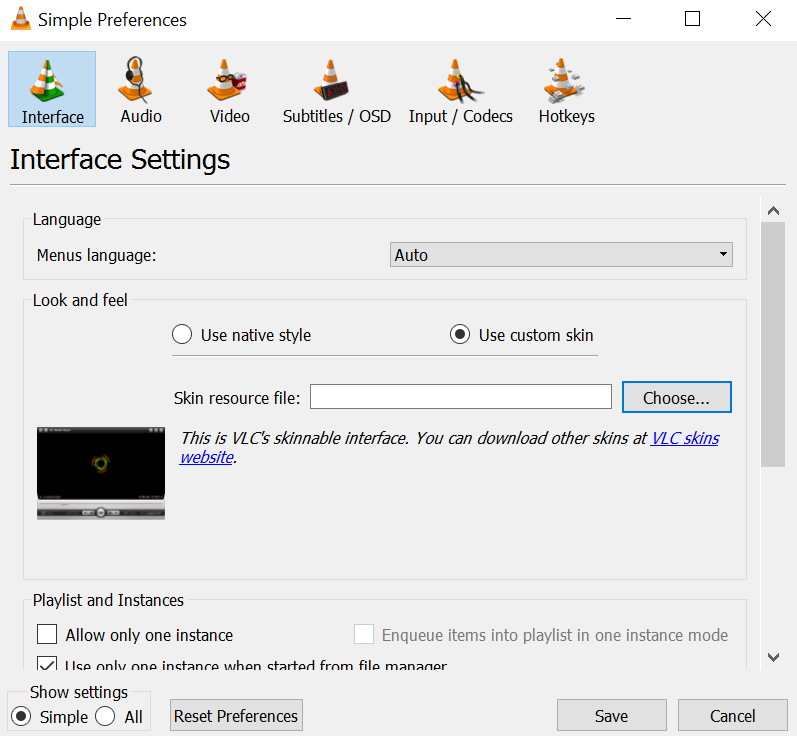 Simple Preferences
Interface
Audio
Video
Subtitles / OSD
Input / Codecs
Hotkeys
Interface Settings
Language
Menus language:
Auto
Look and feel
Use native style
Use custom skin
Skin resource file:
Choose...
This is VLC's skinnable interface. You can download other skins at VLC skins
website.
Playlist and Instances
Allow only one instance
Enqueue items into playlist in one instance mode
Use only one instance when started from file manager
Show settings
Simple
All
Reset Preferences
Save
Cancel